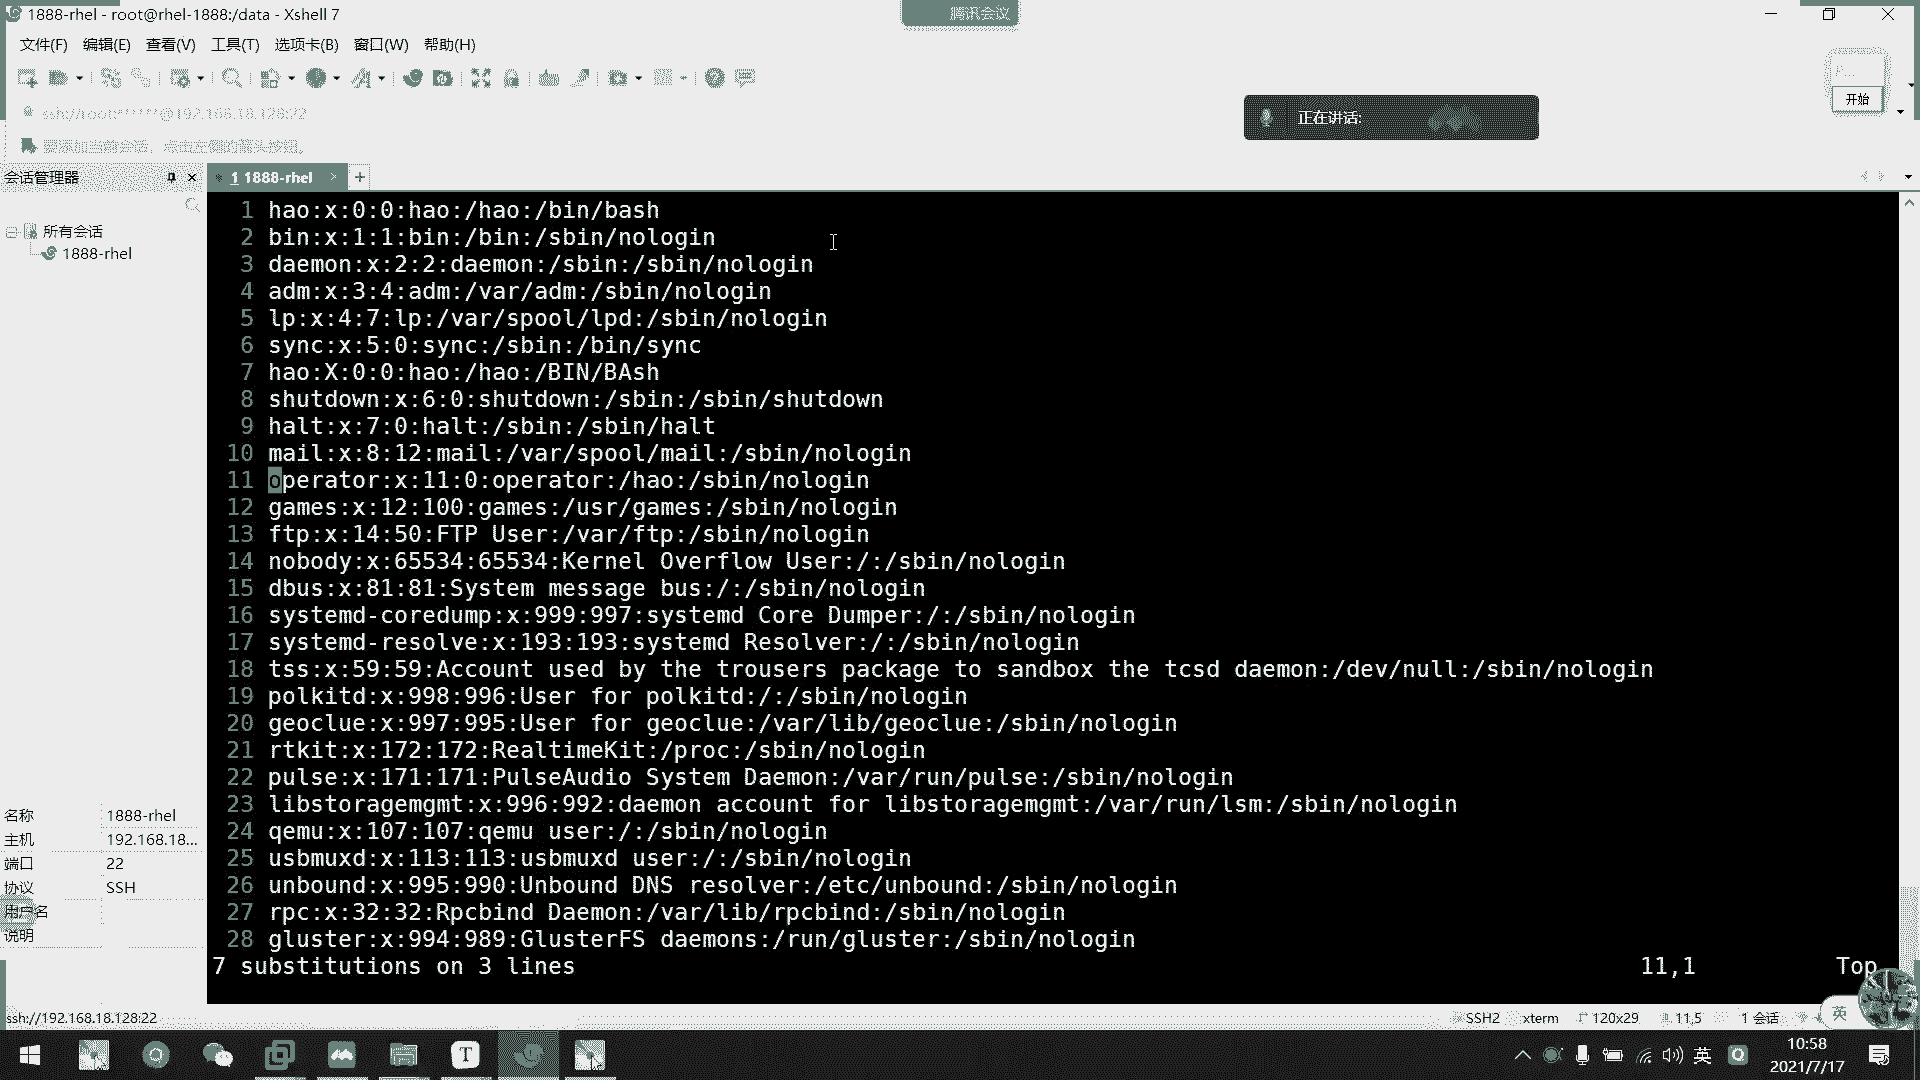 1888-rhel - root@rhel-1888:/data - Xshell 7
腾讯会议
文件(F) 编辑(E) 查看(V) 工具(T) 选项卡(B) 窗口(W) 帮助(H)
开始
ssh://root:******@192.168.18.128:22
正在讲话:
要添加当前会话，点击左侧的箭头按钮。
会话管理器
1 1888-rhel
所有会话
1888-rhel
1 hao:x:0:0:hao:/hao:/bin/bash
2 bin:x:1:1:bin:/bin:/sbin/nologin
3 daemon:x:2:2:daemon:/sbin:/sbin/nologin
4 adm:x:3:4:adm:/var/adm:/sbin/nologin
5 lp:x:4:7:lp:/var/spool/lpd:/sbin/nologin
6 sync:x:5:0:sync:/sbin:/bin/sync
7 hao:X:0:0:hao:/hao:/BIN/BAsh
8 shutdown:x:6:0:shutdown:/sbin:/sbin/shutdown
9 halt:x:7:0:halt:/sbin:/sbin/halt
10 mail:x:8:12:mail:/var/spool/mail:/sbin/nologin
11 operator:x:11:0:operator:/hao:/sbin/nologin
12 games:x:12:100:games:/usr/games:/sbin/nologin
13 ftp:x:14:50:FTP User:/var/ftp:/sbin/nologin
14 nobody:x:65534:65534:Kernel Overflow User:/:/sbin/nologin
15 dbus:x:81:81:System message bus:/:/sbin/nologin
16 systemd-coredump:x:999:997:systemd Core Dumper:/:/sbin/nologin
17 systemd-resolve:x:193:193:systemd Resolver:/:/sbin/nologin
18 tss:x:59:59:Account used by the trousers package to sandbox the tcsd daemon:/dev/null:/sbin/nologin
19 polkitd:x:998:996:User for polkitd:/:/sbin/nologin
20 geoclue:x:997:995:User for geoclue:/var/lib/geoclue:/sbin/nologin
21 rtkit:x:172:172:RealtimeKit:/proc:/sbin/nologin
22 pulse:x:171:171:PulseAudio System Daemon:/var/run/pulse:/sbin/nologin
23 libstoragemgmt:x:996:992:daemon account for libstoragemgmt:/var/run/lsm:/sbin/nologin
24 qemu:x:107:107:qemu user:/:/sbin/nologin
25 usbmuxd:x:113:113:usbmuxd user:/:/sbin/nologin
26 unbound:x:995:990:Unbound DNS resolver:/etc/unbound:/sbin/nologin
27 rpc:x:32:32:Rpcbind Daemon:/var/lib/rpcbind:/sbin/nologin
28 gluster:x:994:989:GlusterFS daemons:/run/gluster:/sbin/nologin
7 substitutions on 3 lines 11,1 Top
名称 1888-rhel
主机 192.168.18...
端口 22
协议 SSH
用户名
说明
ssh://192.168.18.128:22 SSH2 xterm 120x29 11,5 1 会话 英
英 10:58
2021/7/17